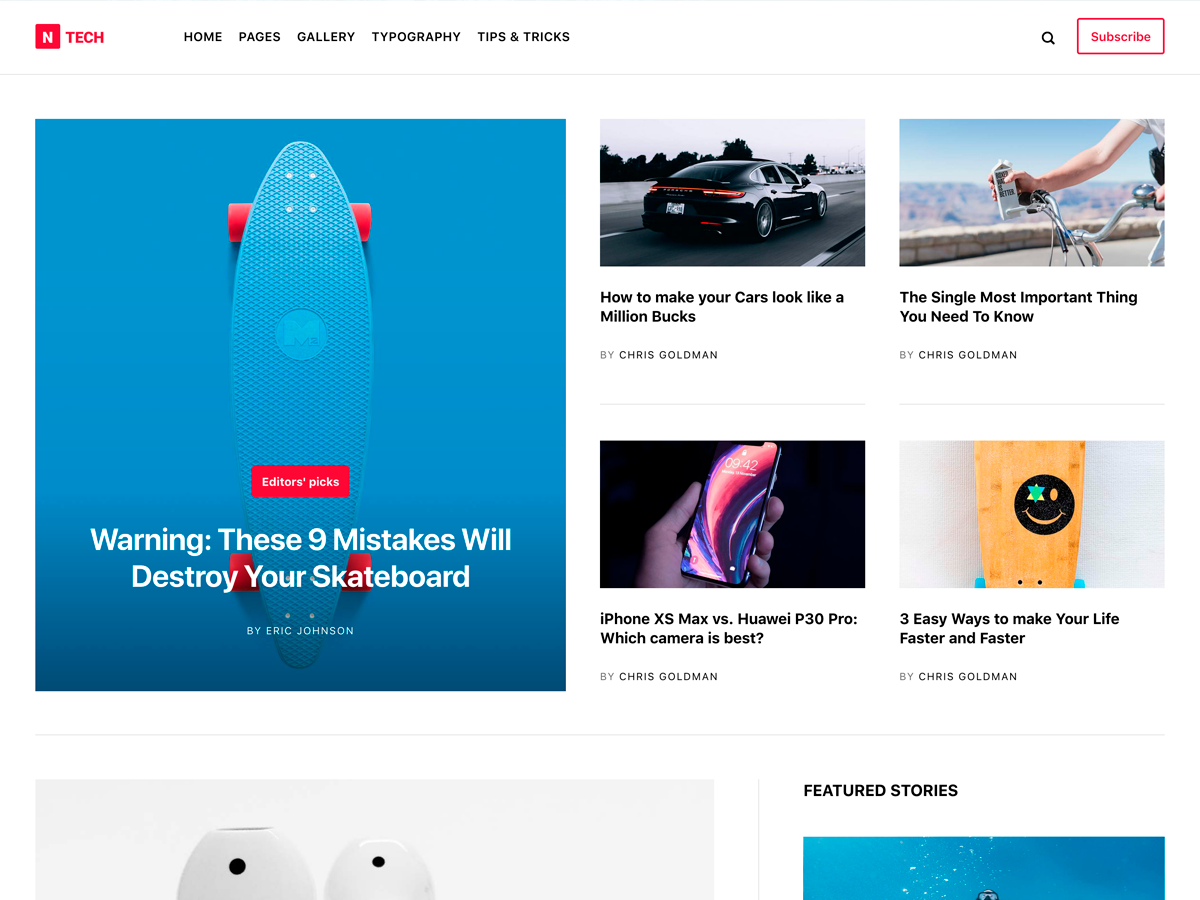 N TECH
HOME PAGES GALLERY TYPOGRAPHY TIPS & TRICKS
Subscribe
Editors' picks
Warning: These 9 Mistakes Will
Destroy Your Skateboard
BY ERIC JOHNSON
How to make your Cars look like a
Million Bucks
BY CHRIS GOLDMAN
The Single Most Important Thing
You Need To Know
BY CHRIS GOLDMAN
09:42
iPhone XS Max vs. Huawei P30 Pro:
Which camera is best?
BY CHRIS GOLDMAN
3 Easy Ways to make Your Life
Faster and Faster
BY CHRIS GOLDMAN
FEATURED STORIES